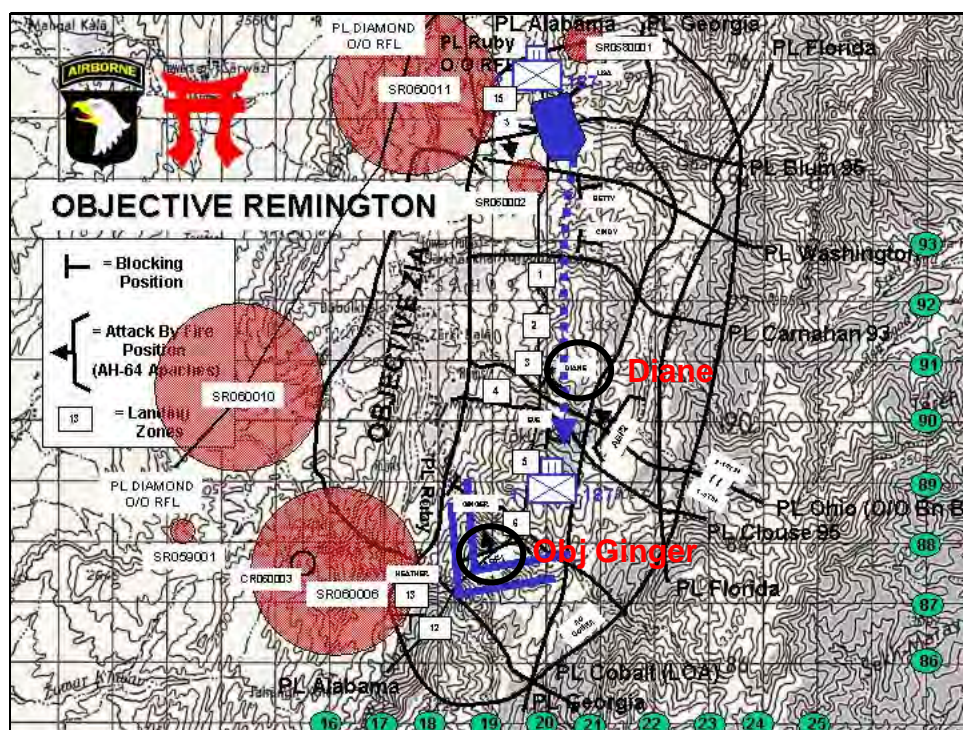 PL DIAMOND
O/O RFL
PL Alabama
PL Georgia
PL Ruby
O/O RFL
SR0580001
PL Florida
AIRBORNE
SR060011
15
187
PL Blum 95
SR060002
OBJECTIVE REMINGTON
BETTY
CINDY
= Blocking
Position
PL Washington
93
1
92
OBJECTIVE ZIA
2
PL Carnahan 93
= Attack By Fire
Position
(AH-64 Apaches)
3
DIANE
Diane
91
SR060010
4
13
= Landing
Zones
EVE
90
5
PL DIAMOND
O/O RFL
187
89
PL Ohio (O/O Bn B
PL Clouse 95
GINGER
6
SR059001
Obj Ginger
88
CR060003
HEATHER
PL Florida
SR060006
13
87
12
PL Cobalt (LOA)
86
PL Alabama
PL Georgia
16
17
18
19
20
21
22
23
24
25